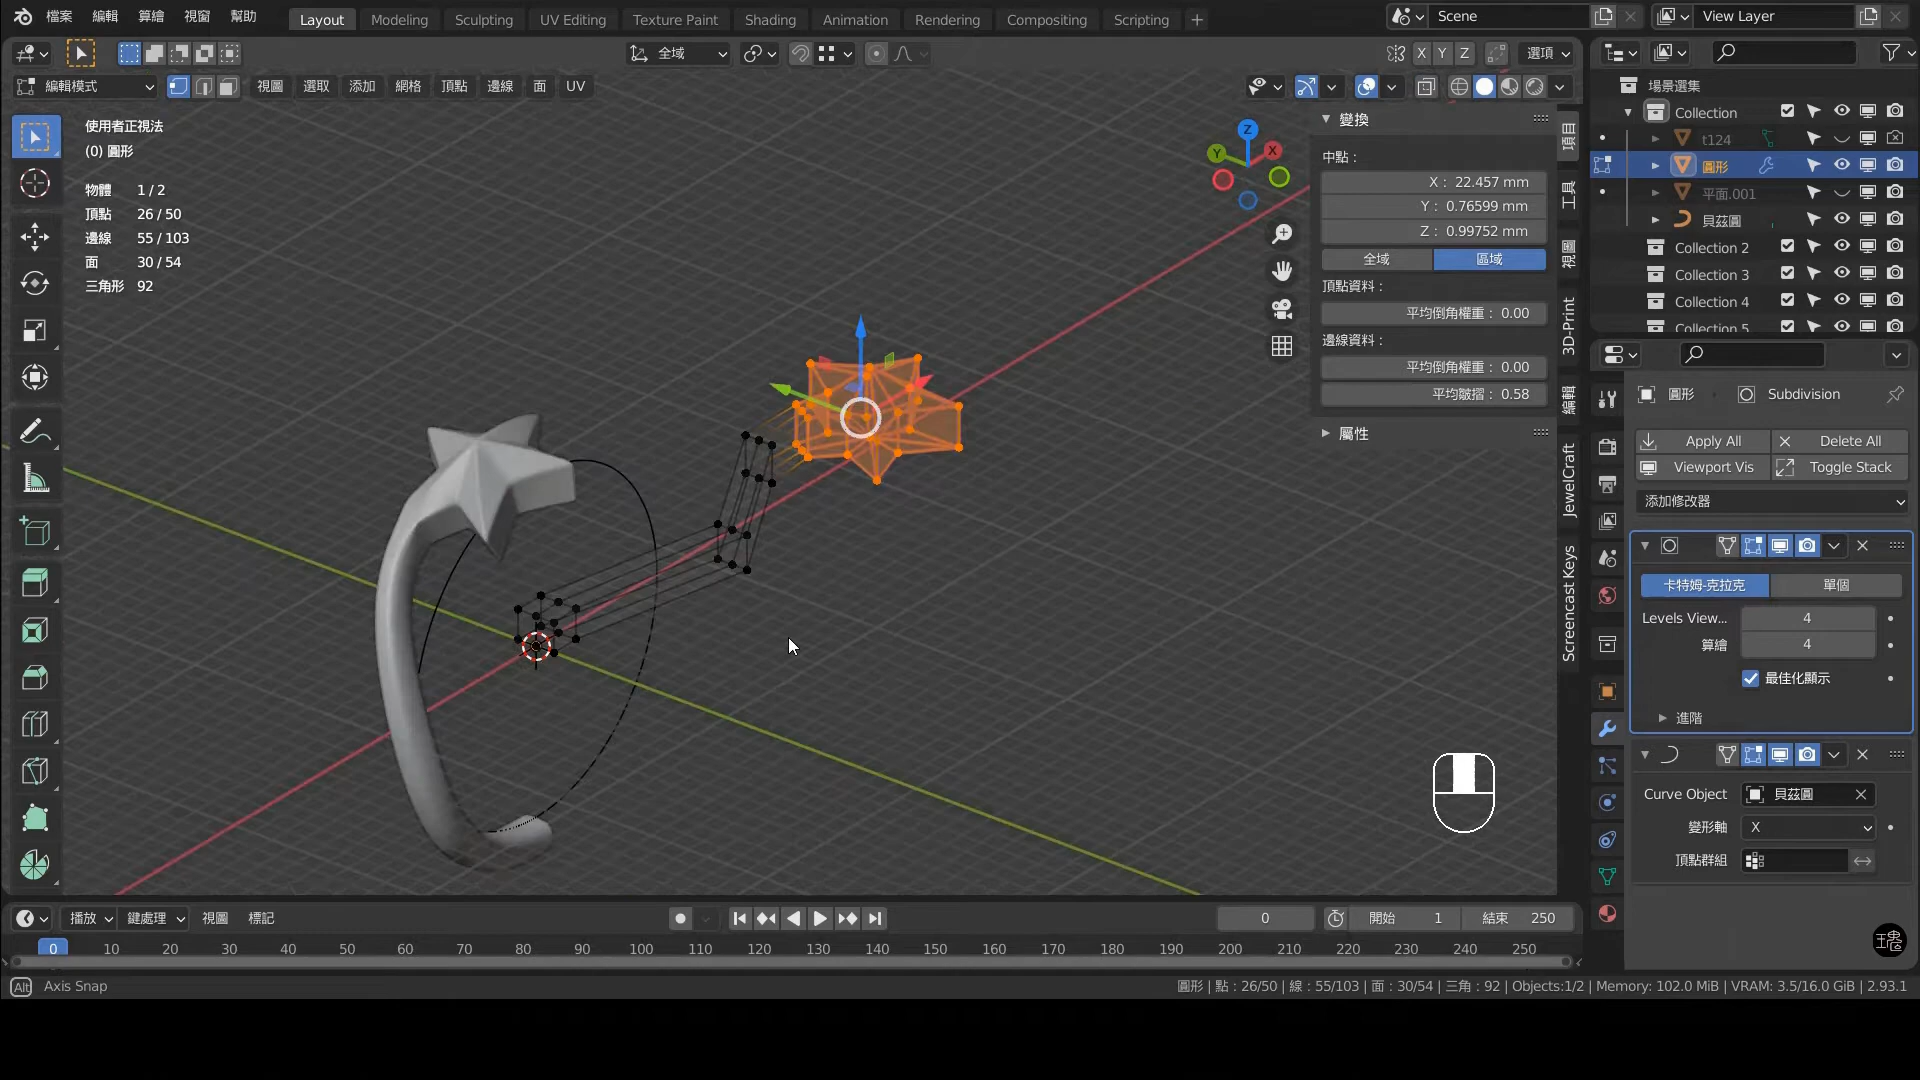 檔案 編輯 算繪 視窗 幫助 Layout Modeling Sculpting UV Editing Texture Paint Shading Animation Rendering Compositing Scripting + Scene View Layer
全域 X Y Z 選項
編輯模式 視圖 選取 添加 網格 頂點 邊線 面 UV
使用者正視法
(0) 圓形
物體 1 / 2
頂點 26 / 50
邊線 55 / 103
面 30 / 54
三角形 92
Z
Y
X
變換
中點 :
X : 22.457 mm
Y : 0.76599 mm
Z : 0.99752 mm
全域 區域
頂點資料 :
平均倒角權重 : 0.00
邊線資料 :
平均倒角權重 : 0.00
平均皺摺 : 0.58
屬性
項目
工具
視圖
3D-Print
編輯
JewelCraft
Screencast Keys
場景選集
Collection
t124
圓形
平面.001
貝茲圓
Collection 2
Collection 3
Collection 4
Collection 5
圓形 Subdivision
Apply All Delete All
Viewport Vis Toggle Stack
添加修改器
卡特姆-克拉克 單個
Levels View... 4
算繪 4
最佳化顯示
進階
Curve Object 貝茲圓
變形軸 X
頂點群組
播放 鍵處理 視圖 標記 0 開始 1 結束 250
0 10 20 30 40 50 60 70 80 90 100 110 120 130 140 150 160 170 180 190 200 210 220 230 240 250
Alt Axis Snap 圓形 | 點 : 26/50 | 線 : 55/103 | 面 : 30/54 | 三角 : 92 | Objects:1/2 | Memory: 102.0 MiB | VRAM: 3.5/16.0 GiB | 2.93.1